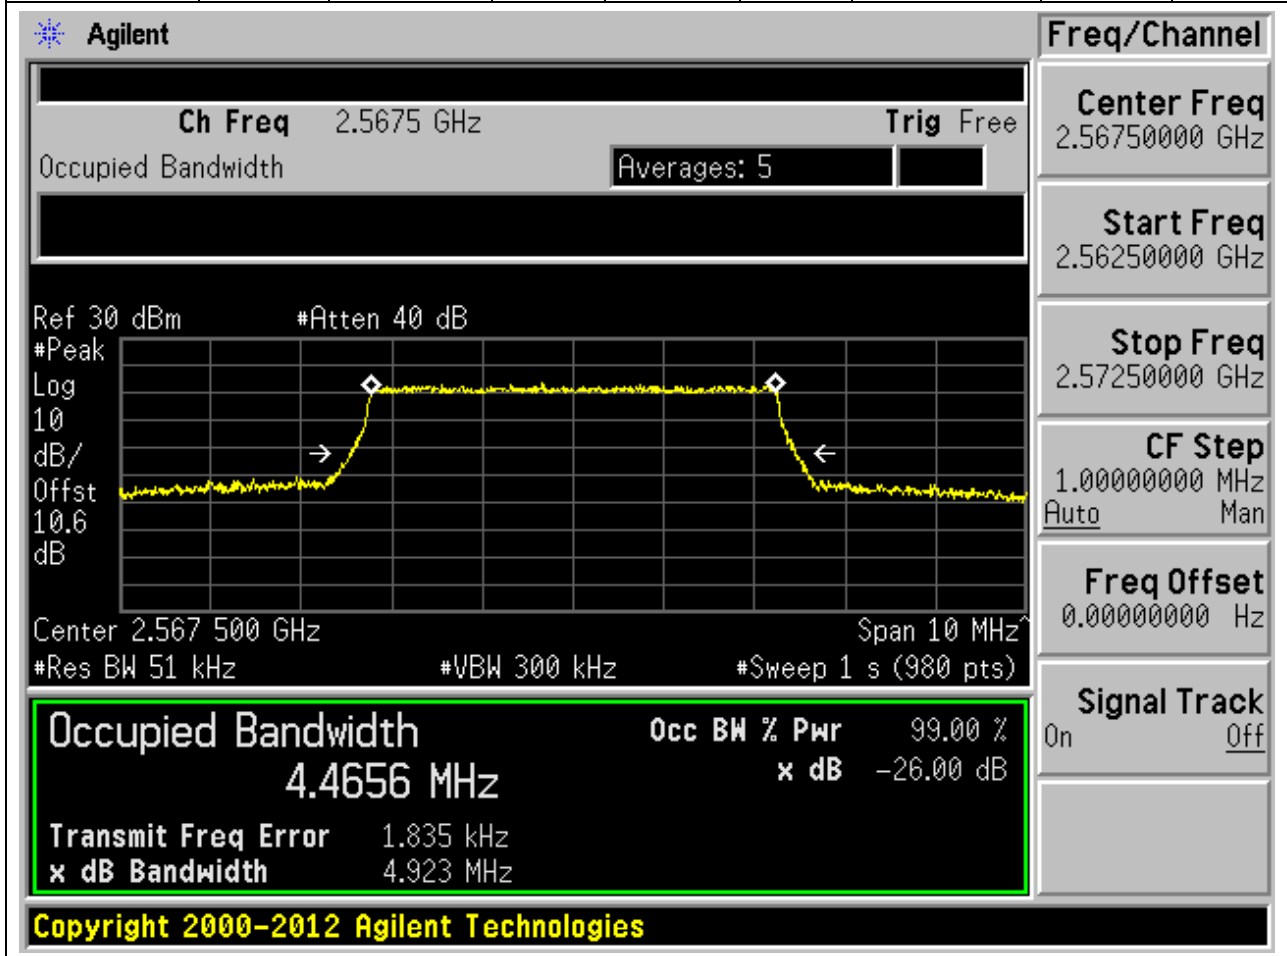 Agilent
Freq/Channel
Ch Freq 2.5675 GHz Trig Free
Occupied Bandwidth Averages: 5
Center Freq
2.56750000 GHz
Start Freq
2.56250000 GHz
Stop Freq
2.57250000 GHz
CF Step
1.00000000 MHz
Auto Man
Freq Offset
0.00000000 Hz
Signal Track
On Off
Ref 30 dBm #Atten 40 dB
#Peak
Log
10
dB/
Offst
10.6
dB
Center 2.567 500 GHz Span 10 MHz^
#Res BW 51 kHz #VBW 300 kHz #Sweep 1 s (980 pts)
Occupied Bandwidth Occ BW % Pwr 99.00 %
4.4656 MHz x dB -26.00 dB
Transmit Freq Error 1.835 kHz
x dB Bandwidth 4.923 MHz
Copyright 2000-2012 Agilent Technologies